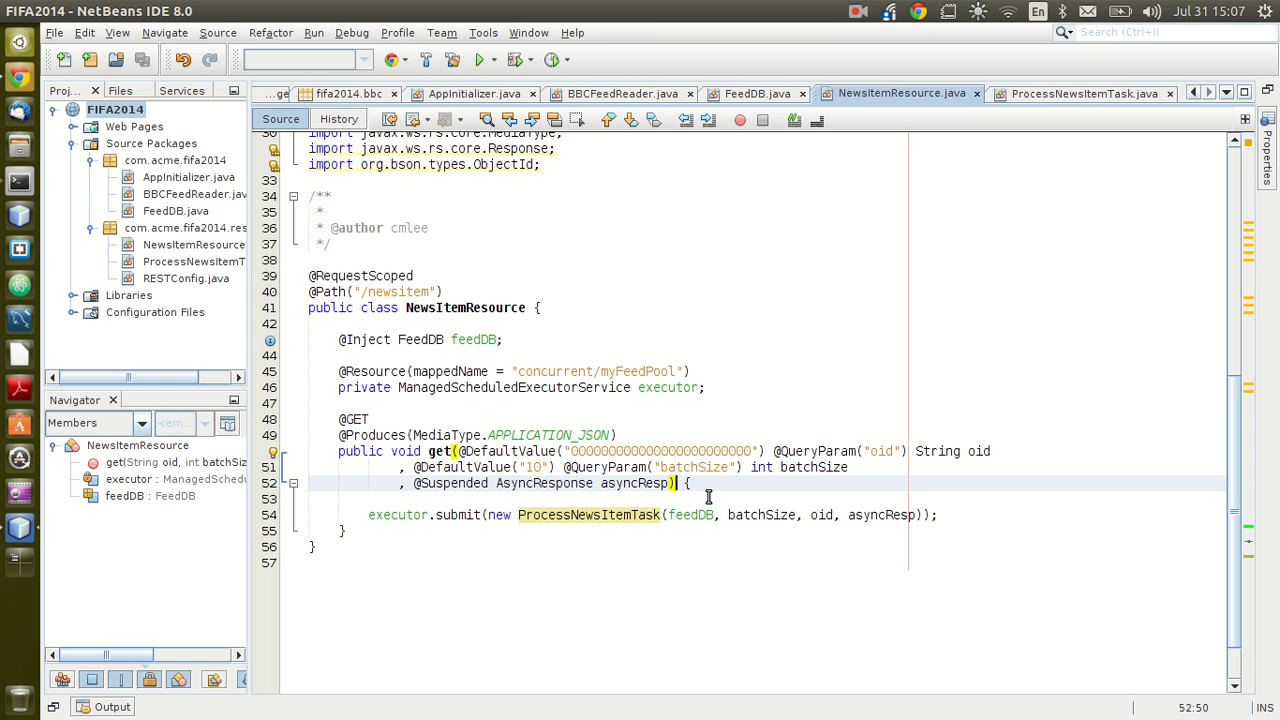 FIFA2014 - NetBeans IDE 8.0
En
Jul 31 15:07
File Edit View Navigate Source Refactor Run Debug Profile Team Tools Window Help
Search (Ctrl+I)
Proj... Files Services
...ge fifa2014.bbc AppInitializer.java BBCFeedReader.java FeedDB.java NewsItemResource.java ProcessNewsItemTask.java
Source History
FIFA2014
Web Pages
Source Packages
com.acme.fifa2014
AppInitializer.java
BBCFeedReader.jav
FeedDB.java
com.acme.fifa2014.res
NewsItemResource
ProcessNewsItemT
RESTConfig.java
Libraries
Configuration Files
Navigator
Members
<em...
NewsItemResource
get(String oid, int batchSiz
executor : ManagedSchedu
feedDB : FeedDB
30 import javax.ws.rs.core.MediaType;
import javax.ws.rs.core.Response;
import org.bson.types.ObjectId;
33
34 /**
35 *
36 * @author cmlee
37 */
38
39 @RequestScoped
40 @Path("/newsitem")
41 public class NewsItemResource {
42
@Inject FeedDB feedDB;
44
45 @Resource(mappedName = "concurrent/myFeedPool")
46 private ManagedScheduledExecutorService executor;
47
48 @GET
49 @Produces(MediaType.APPLICATION_JSON)
public void get(@DefaultValue("000000000000000000000000") @QueryParam("oid") String oid
51 , @DefaultValue("10") @QueryParam("batchSize") int batchSize
52 , @Suspended AsyncResponse asyncResp) {
53
54 executor.submit(new ProcessNewsItemTask(feedDB, batchSize, oid, asyncResp));
55 }
56 }
57
Properties
Output
52:50
INS